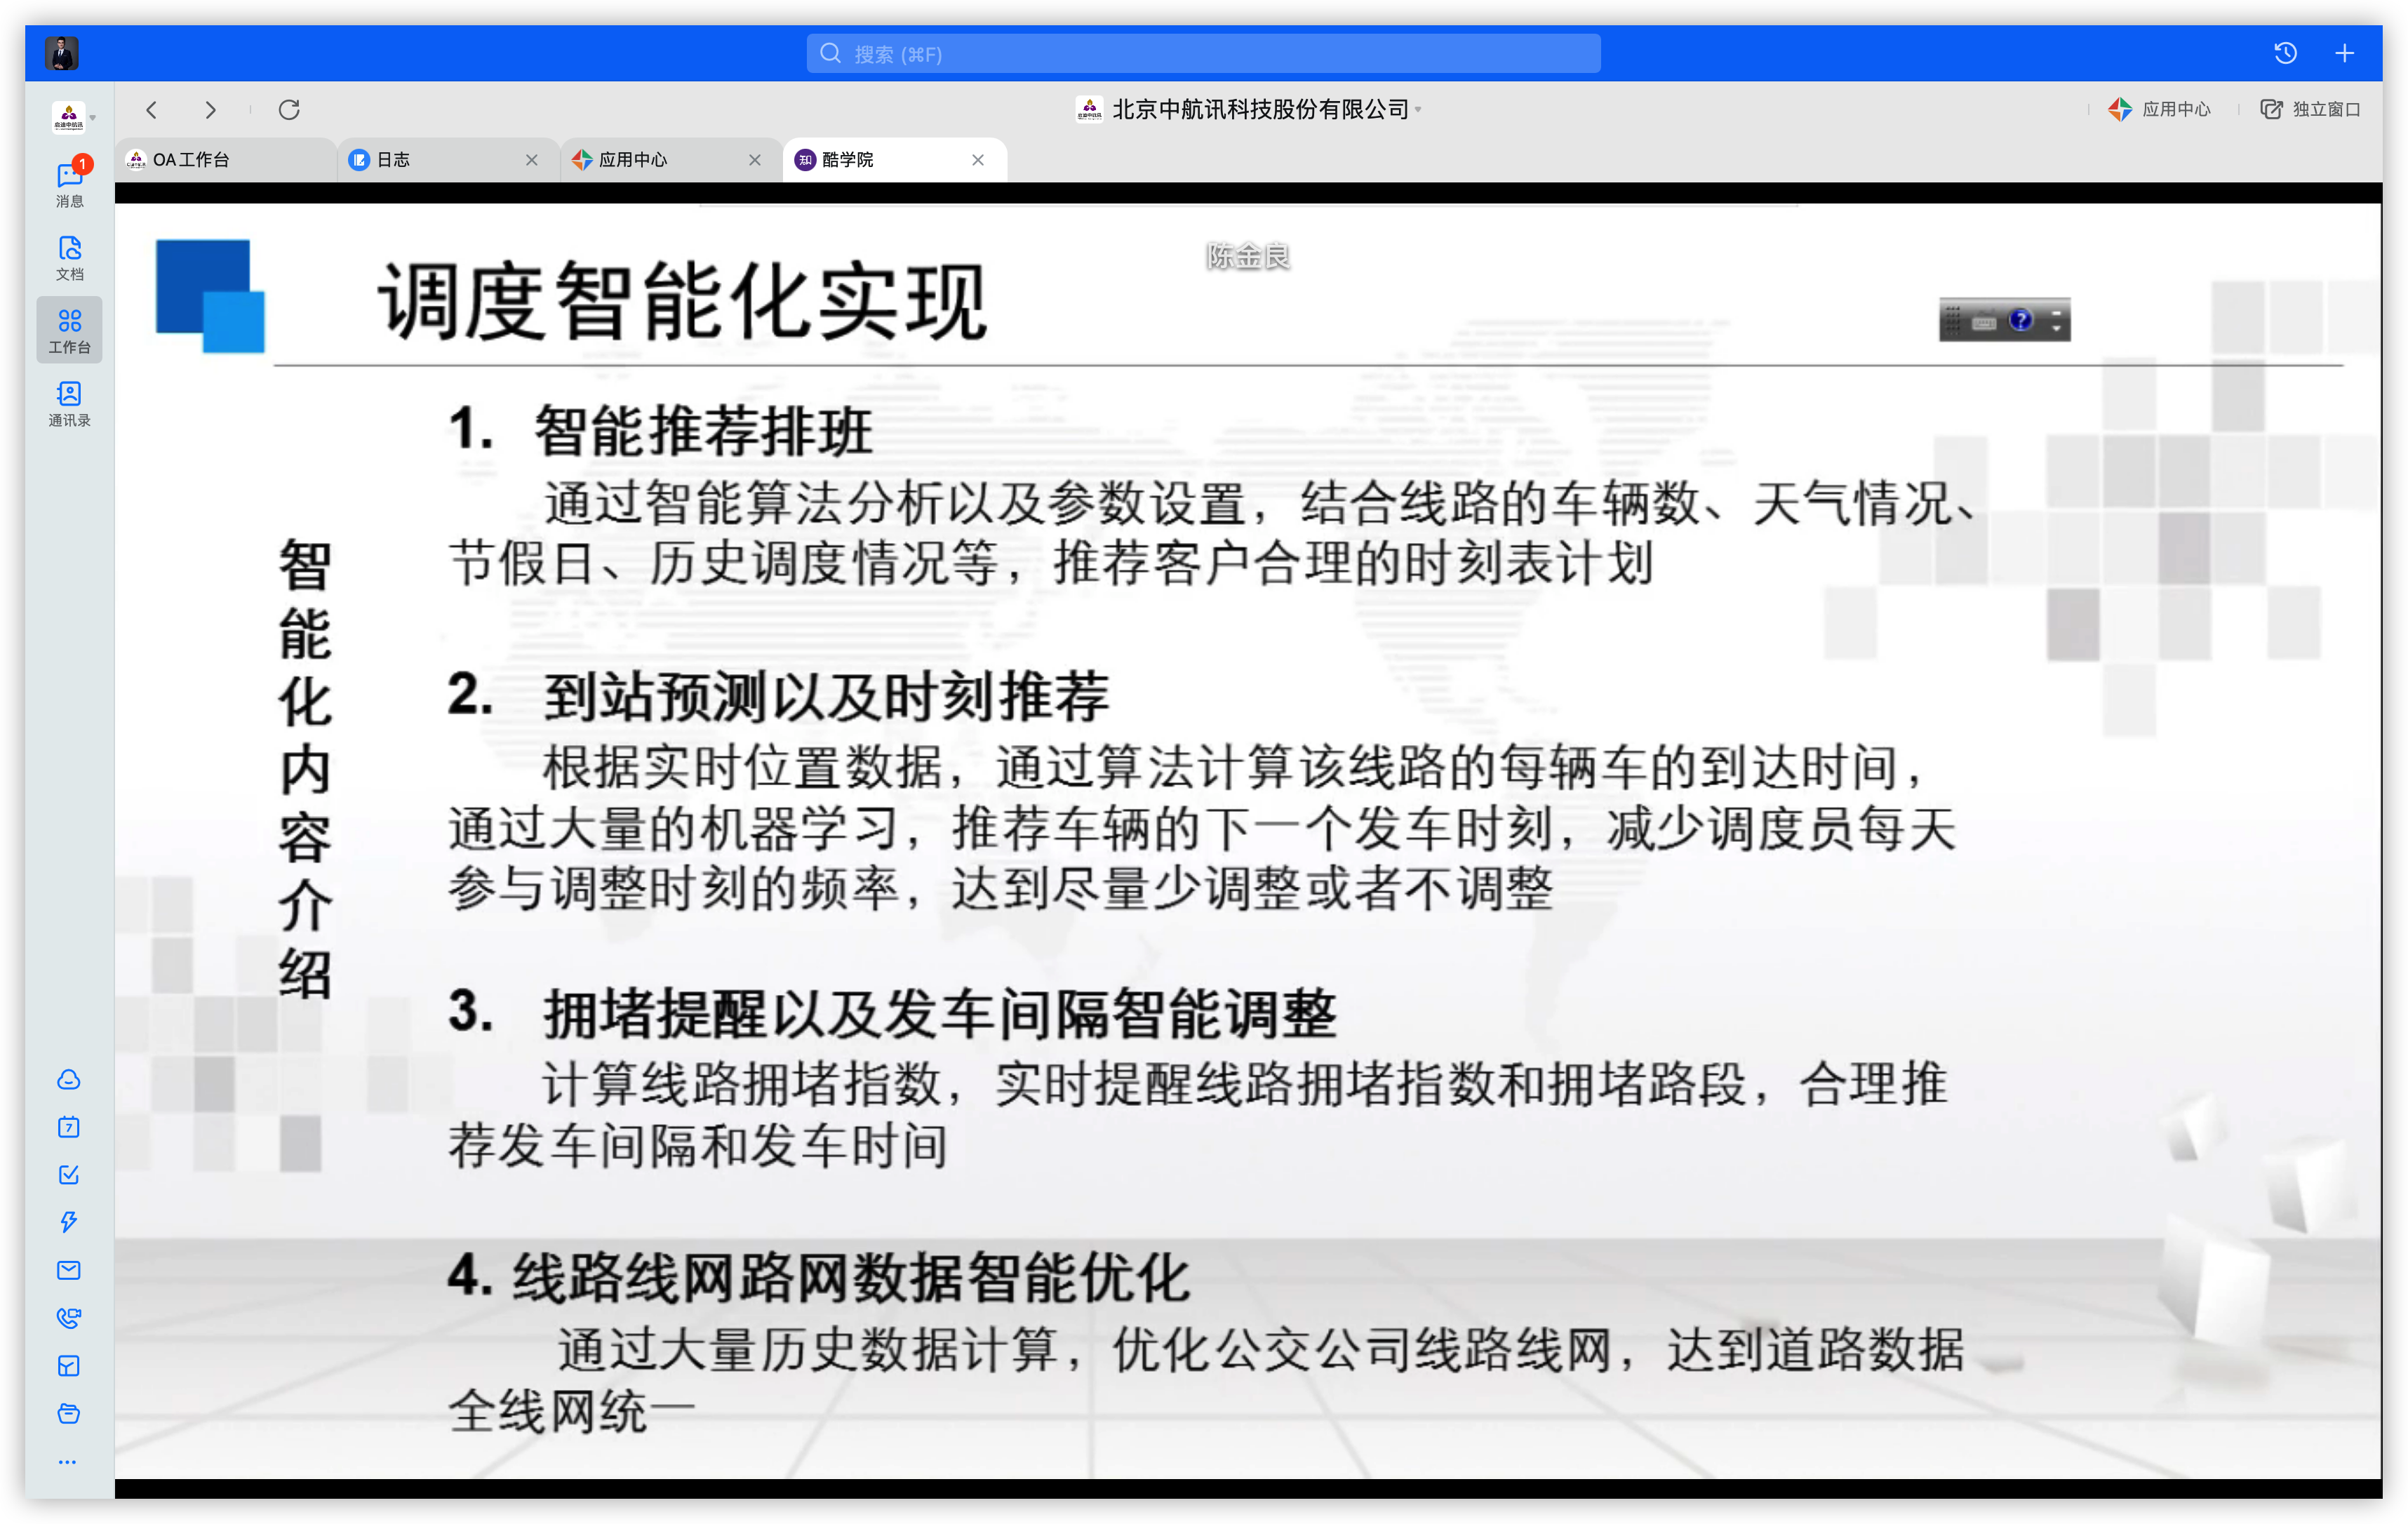 搜索 (⌘F)
北京中航讯科技股份有限公司
应用中心
独立窗口
OA 工作台
日志
应用中心
知
酷学院
1
消息
文档
工作台
通讯录
7
陈金良
调度智能化实现
智能化内容介绍
1. 智能推荐排班
通过智能算法分析以及参数设置，结合线路的车辆数、天气情况、
节假日、历史调度情况等，推荐客户合理的时刻表计划
2. 到站预测以及时刻推荐
根据实时位置数据，通过算法计算该线路的每辆车的到达时间，
通过大量的机器学习，推荐车辆的下一个发车时刻，减少调度员每天
参与调整时刻的频率，达到尽量少调整或者不调整
3. 拥堵提醒以及发车间隔智能调整
计算线路拥堵指数，实时提醒线路拥堵指数和拥堵路段，合理推
荐发车间隔和发车时间
4. 线路线网路网数据智能优化
通过大量历史数据计算，优化公交公司线路线网，达到道路数据
全线网统一